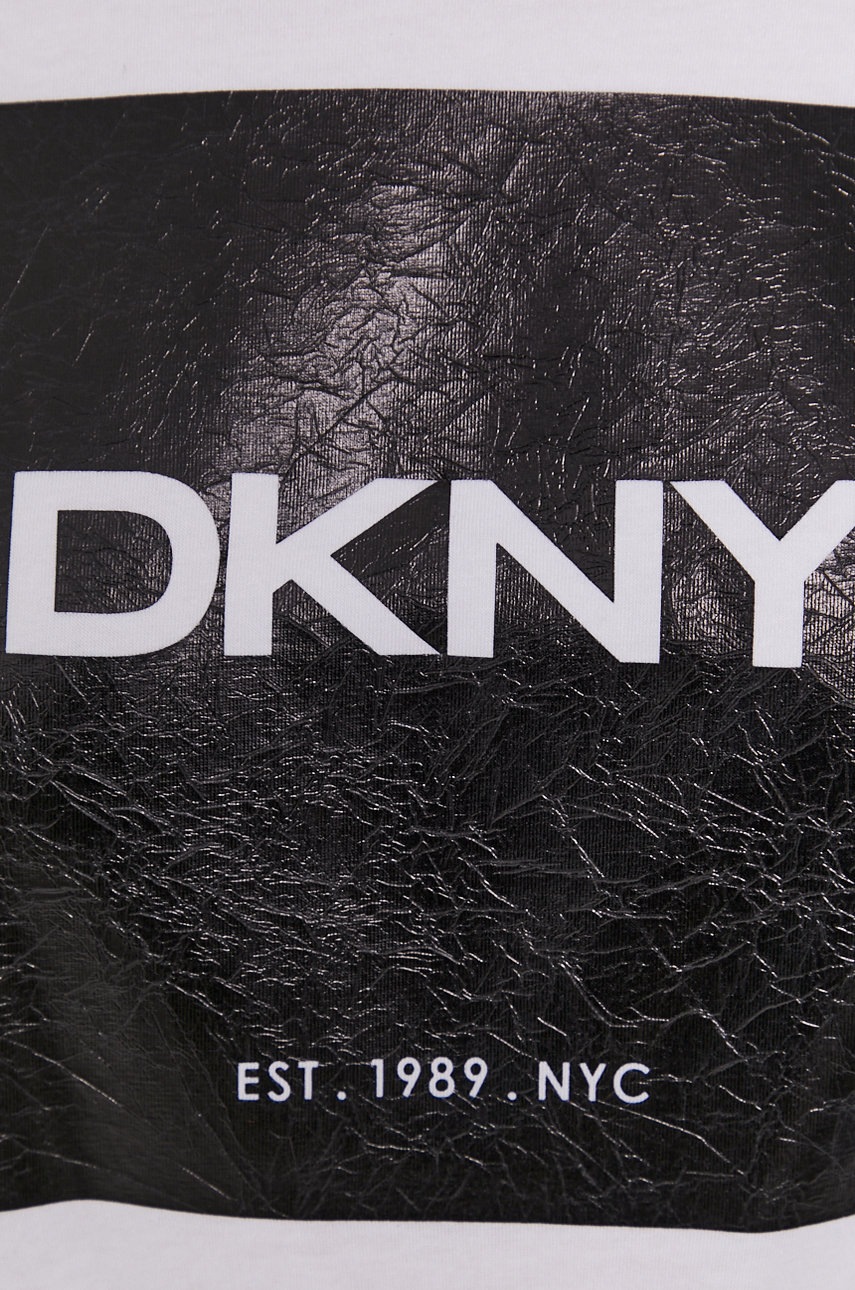 DKNY
EST . 1989 . NYC